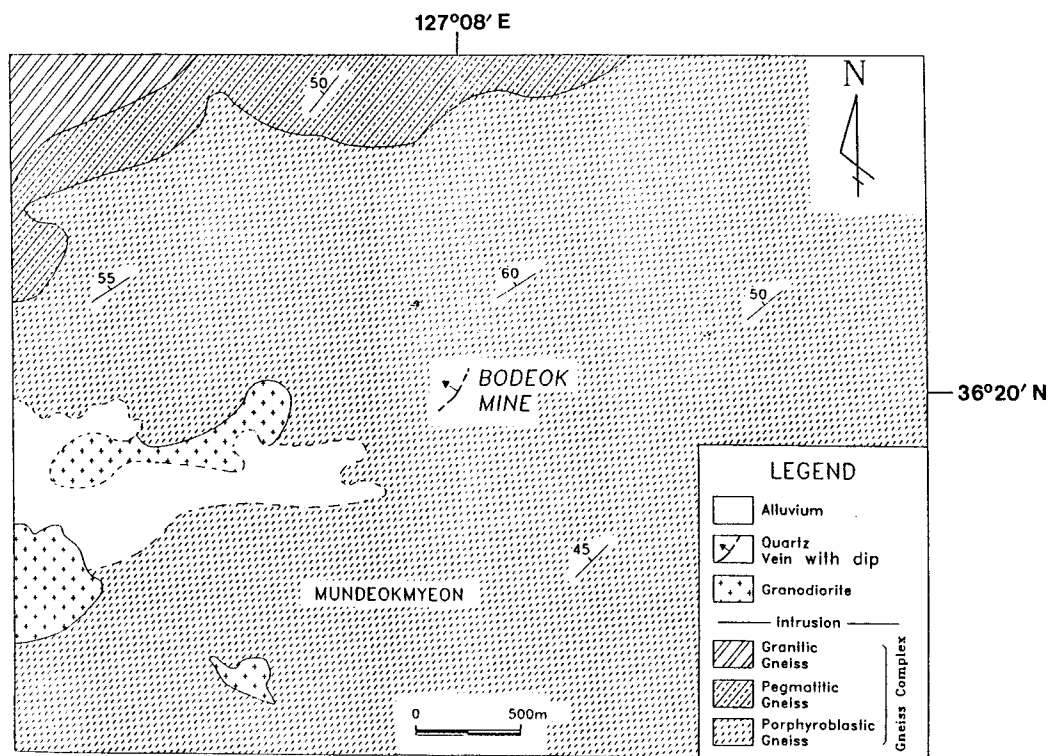 127°08′ E
N
50
55
60
50
BODEOK
MINE
36°20′ N
45
MUNDEOKMYEON
0 500m
LEGEND
Alluvium
Quartz
Vein with dip
Granodiorite
Intrusion
Granitic
Gneiss
Pegmatitic
Gneiss
Porphyroblastic
Gneiss
Gneiss Complex